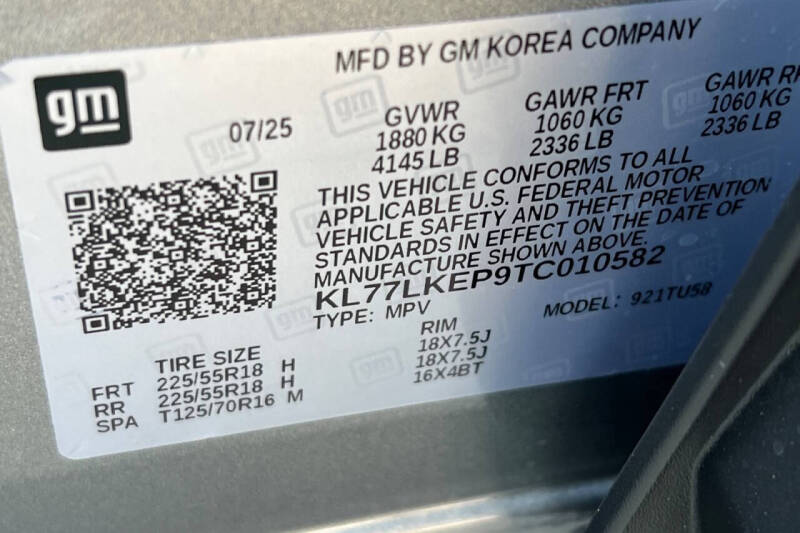 MFD BY GM KOREA COMPANY
gm
07/25
GVWR
1880 KG
4145 LB
GAWR FRT
1060 KG
2336 LB
GAWR
1060 KG
2336 LB
THIS VEHICLE CONFORMS TO ALL
APPLICABLE U.S. FEDERAL MOTOR
VEHICLE SAFETY AND THEFT PREVENTION
STANDARDS IN EFFECT ON THE DATE OF
MANUFACTURE SHOWN ABOVE.
KL77LKEP9TC010582
TYPE: MPV
MODEL: 921TU58
TIRE SIZE
RIM
FRT 225/55R18 H 18X7.5J
RR 225/55R18 H 18X7.5J
SPA T125/70R16 M 16X4BT